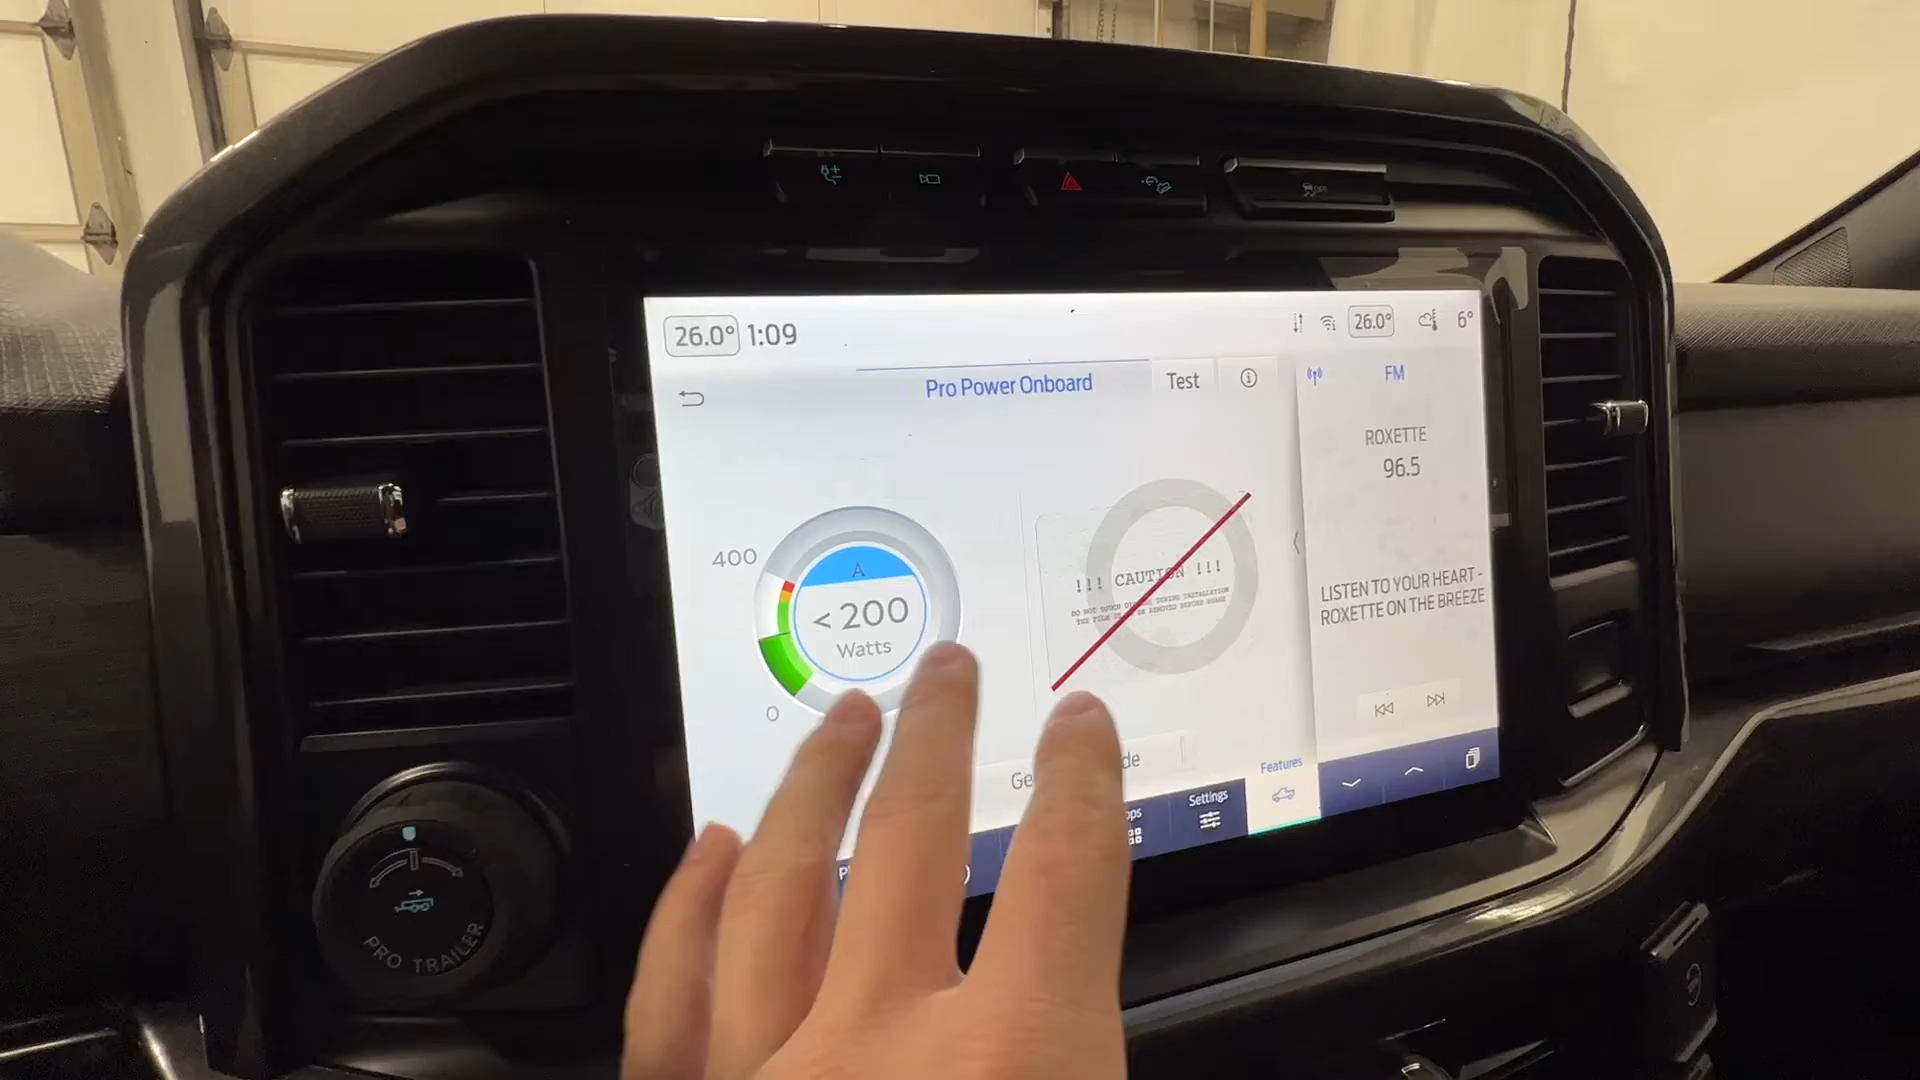 OFF
26.0° 1:09
26.0°
6°
Pro Power Onboard
Test
FM
ROXETTE
96.5
400
A
<200
Watts
0
!!! CAUTION !!!
LISTEN TO YOUR HEART -
ROXETTE ON THE BREEZE
Settings
Features
PRO TRAILER